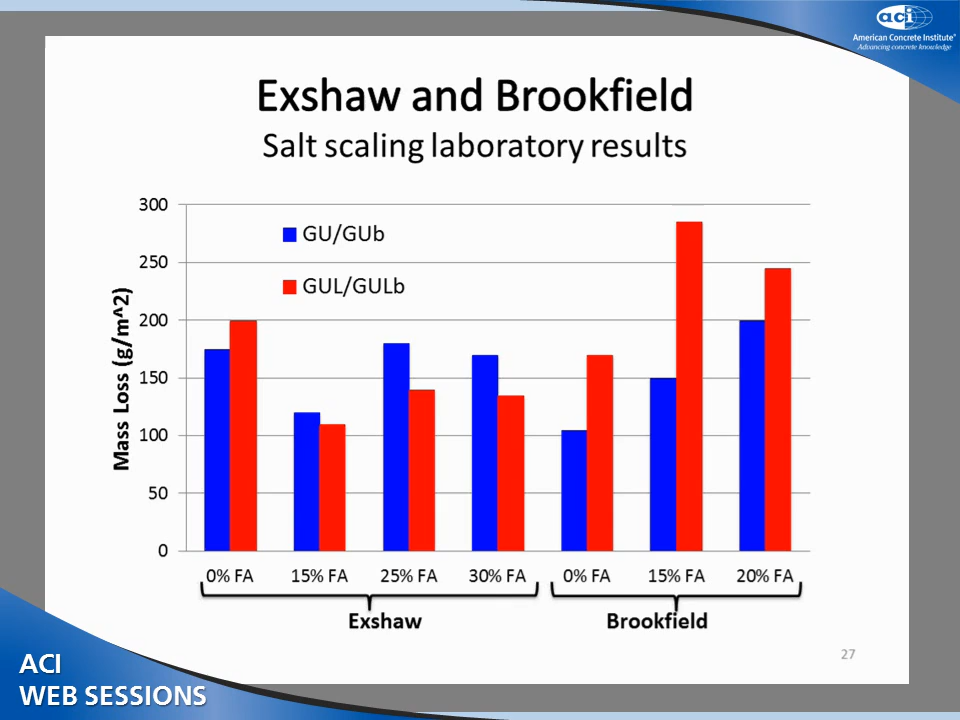 aci
American Concrete Institute®
Advancing concrete knowledge
Exshaw and Brookfield
Salt scaling laboratory results
Mass Loss (g/m^2)
300
250
200
150
100
50
0
GU/GUb
GUL/GULb
0% FA 15% FA 25% FA 30% FA 0% FA 15% FA 20% FA
Exshaw Brookfield
27
ACI
WEB SESSIONS